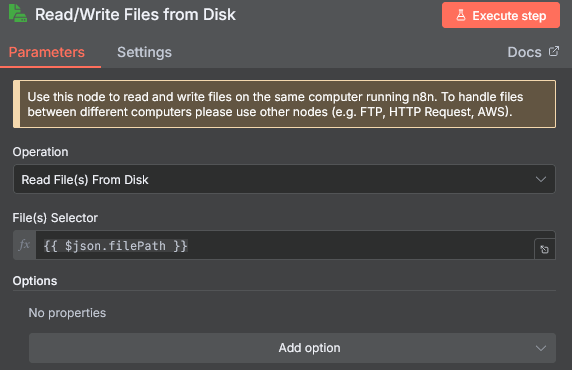 Read/Write Files from Disk
Execute step
Parameters
Settings
Docs
Use this node to read and write files on the same computer running n8n. To handle files
between different computers please use other nodes (e.g. FTP, HTTP Request, AWS).
Operation
Read File(s) From Disk
File(s) Selector
fx {{ $json.filePath }}
Options
No properties
Add option